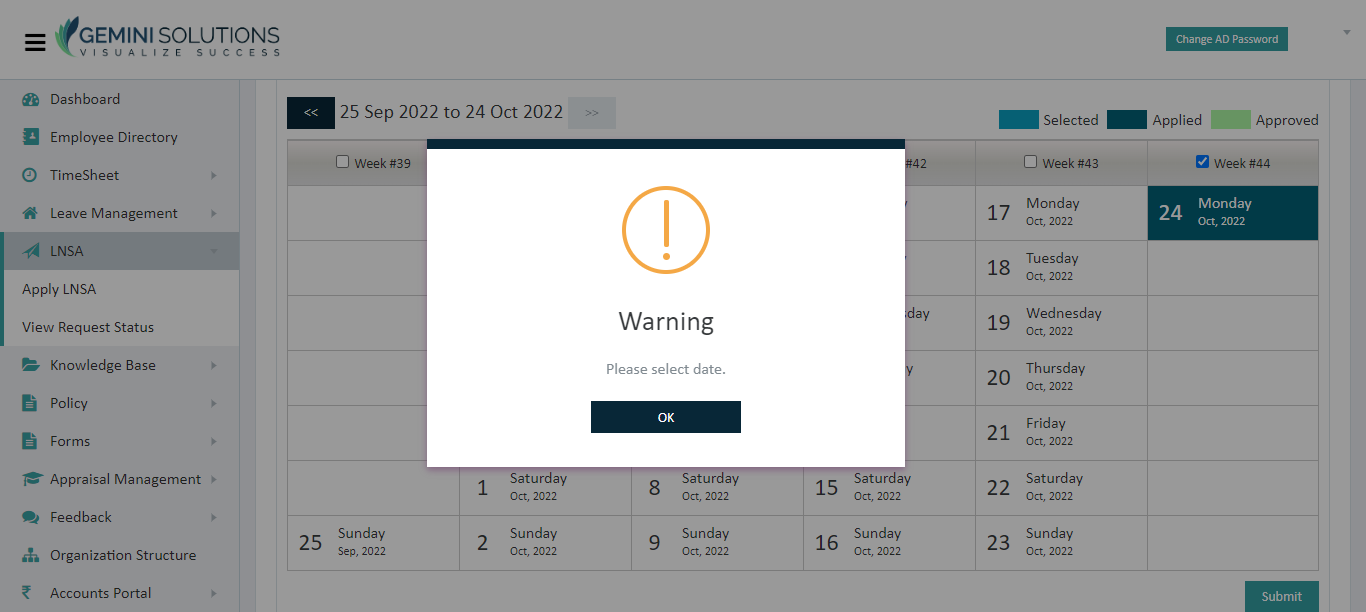 GEMINI SOLUTIONS
VISUALIZE SUCCESS
Change AD Password
Dashboard
Employee Directory
TimeSheet
Leave Management
LNSA
Apply LNSA
View Request Status
Knowledge Base
Policy
Forms
Appraisal Management
Feedback
Organization Structure
Accounts Portal
<< 25 Sep 2022 to 24 Oct 2022 >>
Selected Applied Approved
Week #39 #42 Week #43 Week #44
17 Monday Oct, 2022
24 Monday Oct, 2022
18 Tuesday Oct, 2022
19 Wednesday Oct, 2022
20 Thursday Oct, 2022
21 Friday Oct, 2022
1 Saturday Oct, 2022
8 Saturday Oct, 2022
15 Saturday Oct, 2022
22 Saturday Oct, 2022
25 Sunday Sep, 2022
2 Sunday Oct, 2022
9 Sunday Oct, 2022
16 Sunday Oct, 2022
23 Sunday Oct, 2022
Warning
Please select date.
OK
Submit